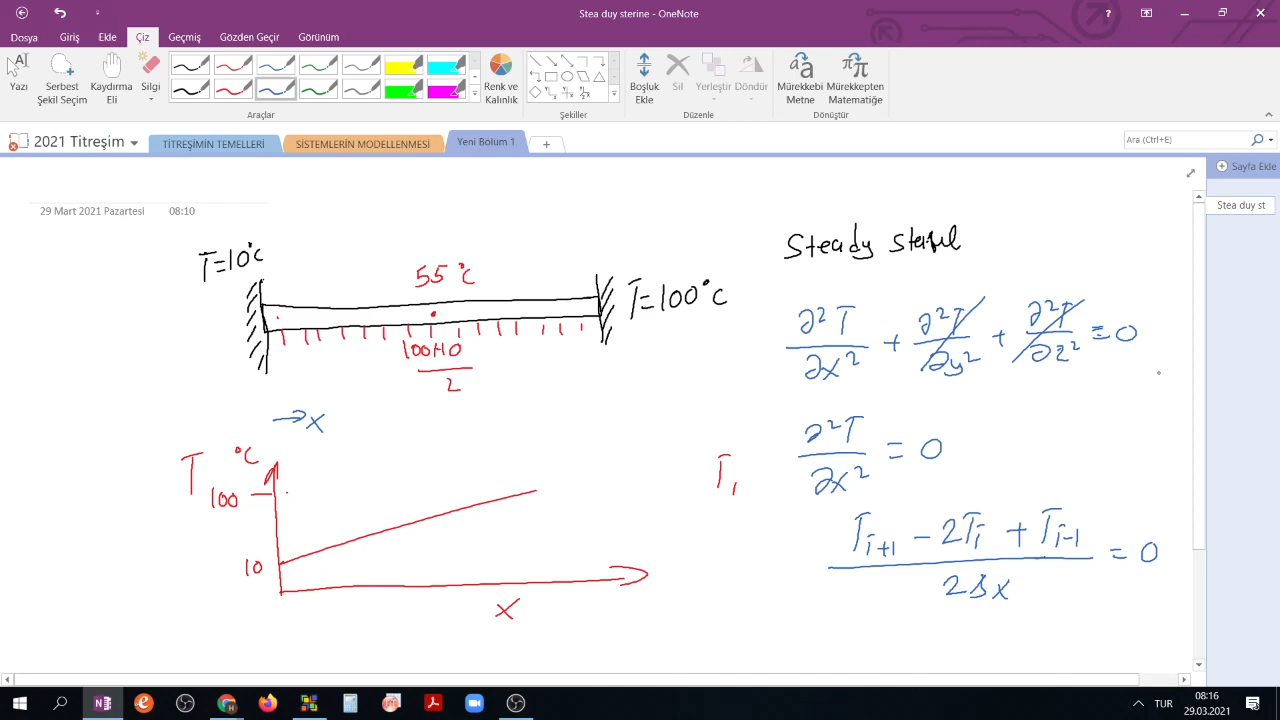 Stea duy sterine - OneNote
Dosya Giriş Ekle Çiz Geçmiş Gözden Geçir Görünüm
Yazı
Serbest Şekil Seçim
Kaydırma Eli
Silgi
Renk ve Kalınlık
Boşluk Ekle
Sil
Yerleştir
Döndür
Mürekkebi Metne
Mürekkepten Matematiğe
Araçlar Şekiller Düzenle Dönüştür
2021 Titreşim
TİTREŞİMİN TEMELLERİ SİSTEMLERİN MODELLENMESİ Yeni Bölüm 1
Ara (Ctrl+E)
Sayfa Ekle
Stea duy st
29 Mart 2021 Pazartesi 08:10
T=10°C
55°C
T=100°C
100+10
2
→ x
T °C
100
10
x
T₁
Steady
∂²T/∂x² + ∂²T/∂y² + ∂²T/∂z² = 0
∂²T/∂x² = 0
Tᵢ₊₁ - 2Tᵢ + Tᵢ₋₁ = 0
TUR
08:16
29.03.2021